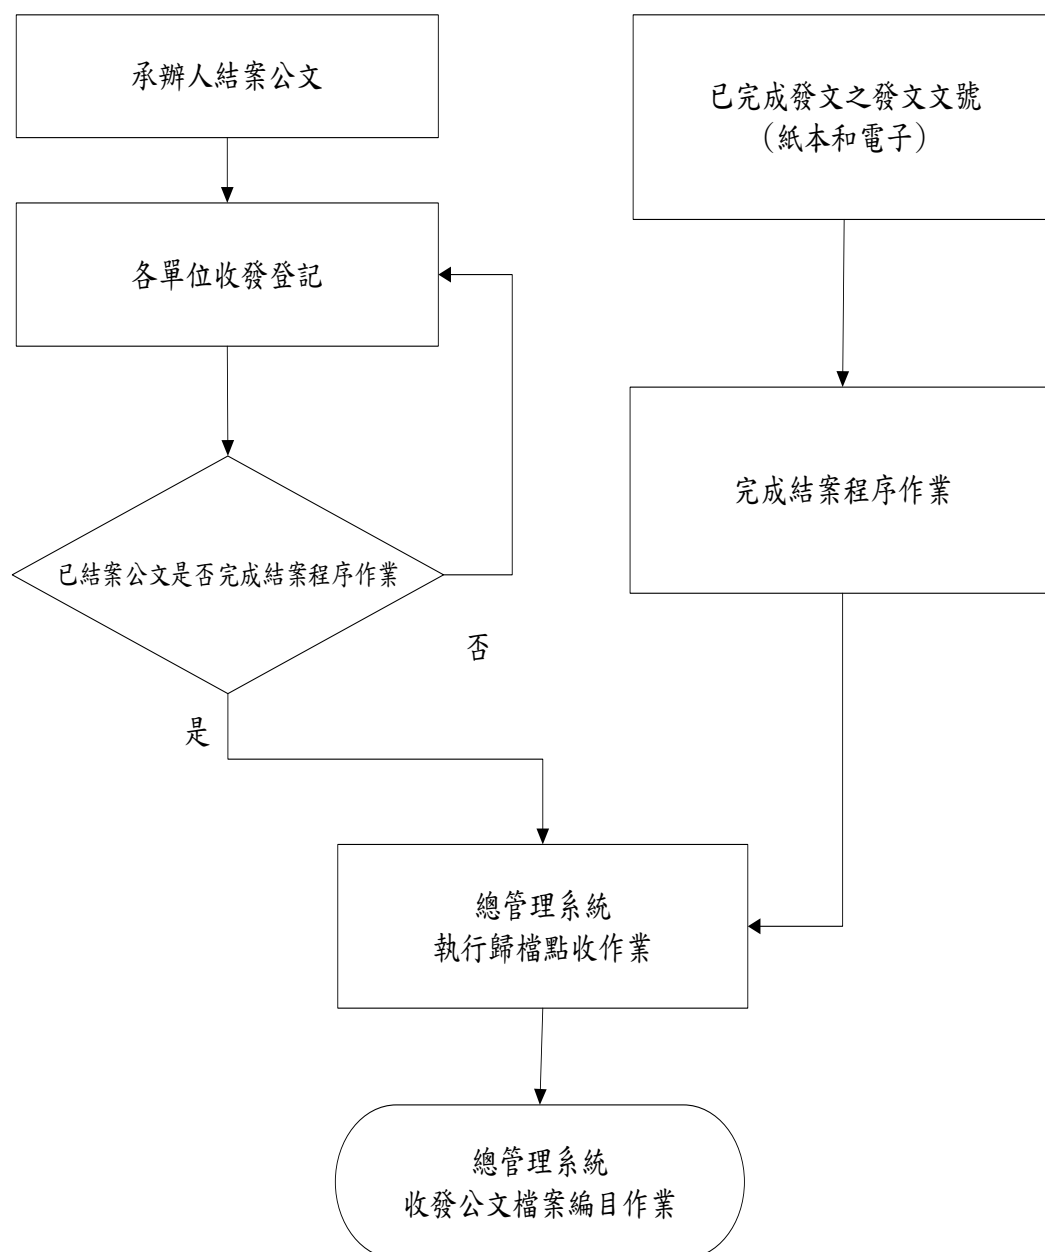 承辦人結案公文
已完成發文之發文文號
（紙本和電子）
各單位收發登記
完成結案程序作業
已結案公文是否完成結案程序作業
否
是
總管理系統
執行歸檔點收作業
總管理系統
收發公文檔案編目作業